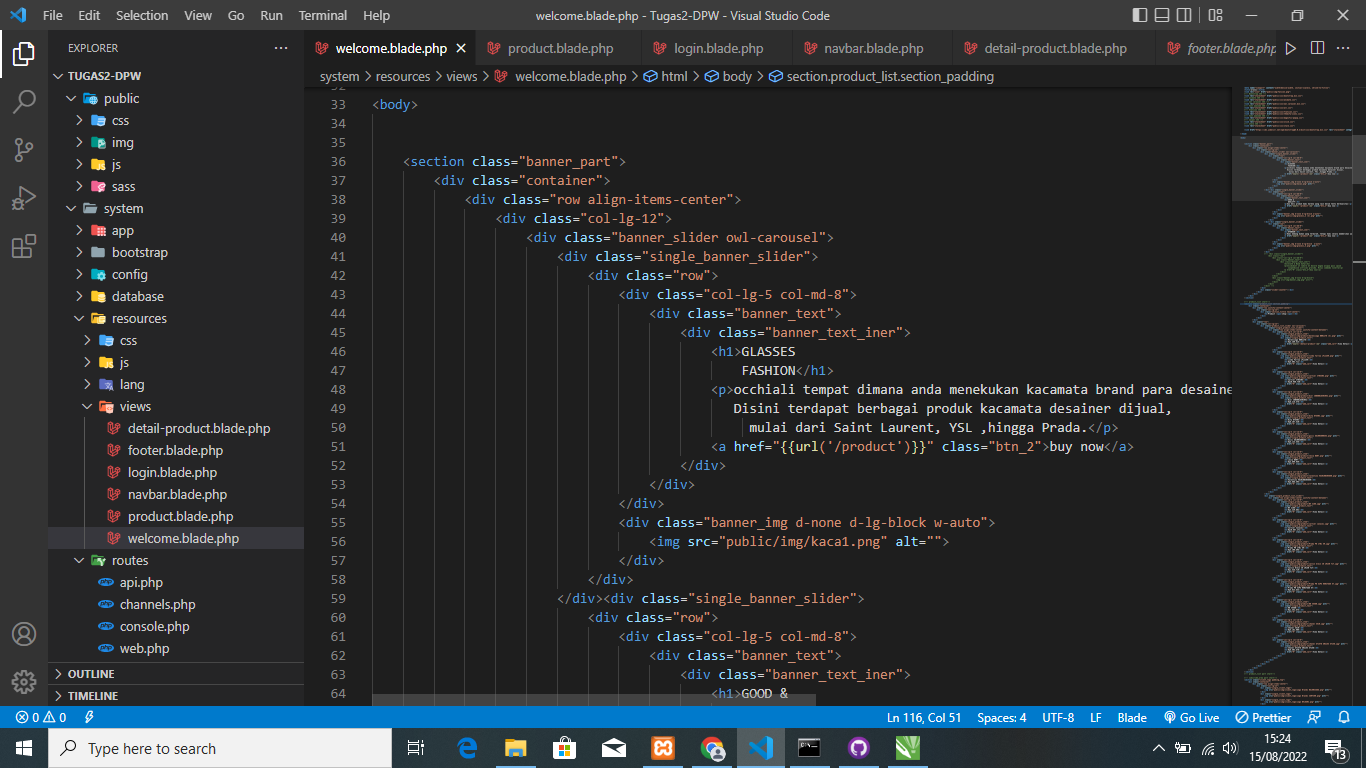 File Edit Selection View Go Run Terminal Help welcome.blade.php - Tugas2-DPW - Visual Studio Code
EXPLORER
TUGAS2-DPW
public
css
img
js
sass
system
app
bootstrap
config
database
resources
css
js
lang
views
detail-product.blade.php
footer.blade.php
login.blade.php
navbar.blade.php
product.blade.php
welcome.blade.php
routes
api.php
channels.php
console.php
web.php
OUTLINE
TIMELINE
welcome.blade.php product.blade.php login.blade.php navbar.blade.php detail-product.blade.php footer.blade.php
system > resources > views > welcome.blade.php > html > body > section.product_list.section_padding
32
33 <body>
34
35
36 <section class="banner_part">
37 <div class="container">
38 <div class="row align-items-center">
39 <div class="col-lg-12">
40 <div class="banner_slider owl-carousel">
41 <div class="single_banner_slider">
42 <div class="row">
43 <div class="col-lg-5 col-md-8">
44 <div class="banner_text">
45 <div class="banner_text_iner">
46 <h1>GLASSES
47 FASHION</h1>
48 <p>occhiali tempat dimana anda menekukan kacamata brand para desaine
49 Disini terdapat berbagai produk kacamata desainer dijual,
50 mulai dari Saint Laurent, YSL ,hingga Prada.</p>
51 <a href="{{url('/product')}}" class="btn_2">buy now</a>
52 </div>
53 </div>
54 </div>
55 <div class="banner_img d-none d-lg-block w-auto">
56 <img src="public/img/kaca1.png" alt="">
57 </div>
58 </div>
59 </div><div class="single_banner_slider">
60 <div class="row">
61 <div class="col-lg-5 col-md-8">
62 <div class="banner_text">
63 <div class="banner_text_iner">
64 <h1>GOOD &
0 0 Ln 116, Col 51 Spaces: 4 UTF-8 LF Blade Go Live Prettier
Type here to search
15:24
15/08/2022
13